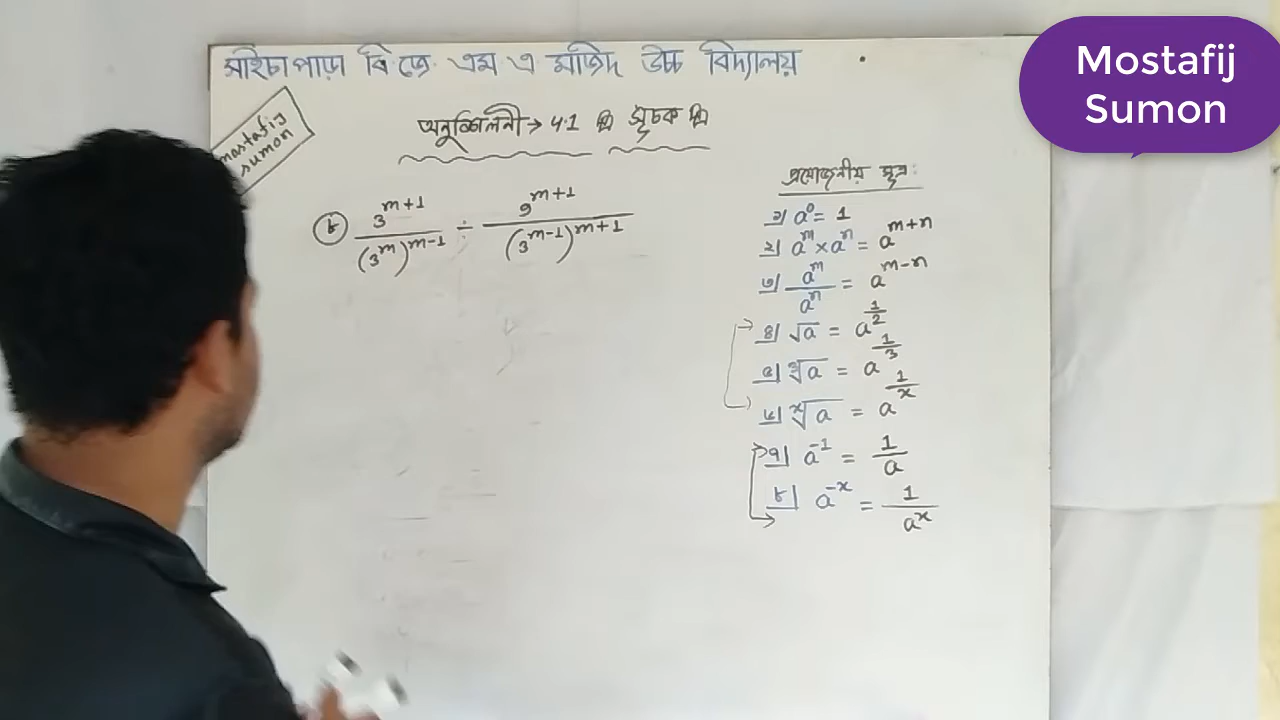 Mostafij
Sumon
মাইচাপাড়া বি জে এম এ মজিদ উচ্চ বিদ্যালয়
mostafij
sumon
অনুশিলনী → 4.1 সূচক
৮ 3^{m+1}/(3^m)^{m-1} ÷ 9^{m+1}/(3^{m-1})^{m+1}
প্রয়োজনীয় সূত্র:
১| a^0 = 1
২| a^m × a^n = a^{m+n}
৩| a^m/a^n = a^{m-n}
৪| √a = a^{1/2}
৫| ∛a = a^{1/3}
৬| ˣ√a = a^{1/x}
৭| a^{-1} = 1/a
৮| a^{-x} = 1/a^x